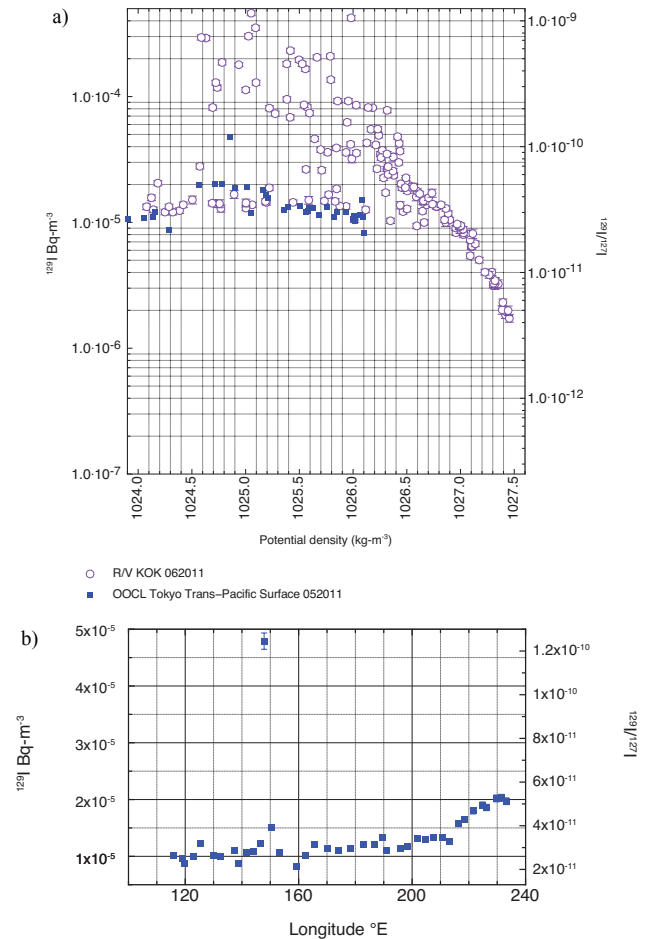 a)
1.0·10-9
1.0·10-4
1.0·10-10
1.0·10-5
1.0·10-11
1.0·10-6
1.0·10-12
1.0·10-7
129I Bq-m-3
129I/127I
1024.0 1024.5 1025.0 1025.5 1026.0 1026.5 1027.0 1027.5
Potential density (kg-m-3)
R/V KOK 062011
OOCL Tokyo Trans-Pacific Surface 052011
b)
5x10-5
1.2x10-10
4x10-5
1x10-10
3x10-5
8x10-11
6x10-11
2x10-5
4x10-11
1x10-5
2x10-11
129I Bq-m-3
129I/127I
120 160 200 240
Longitude °E